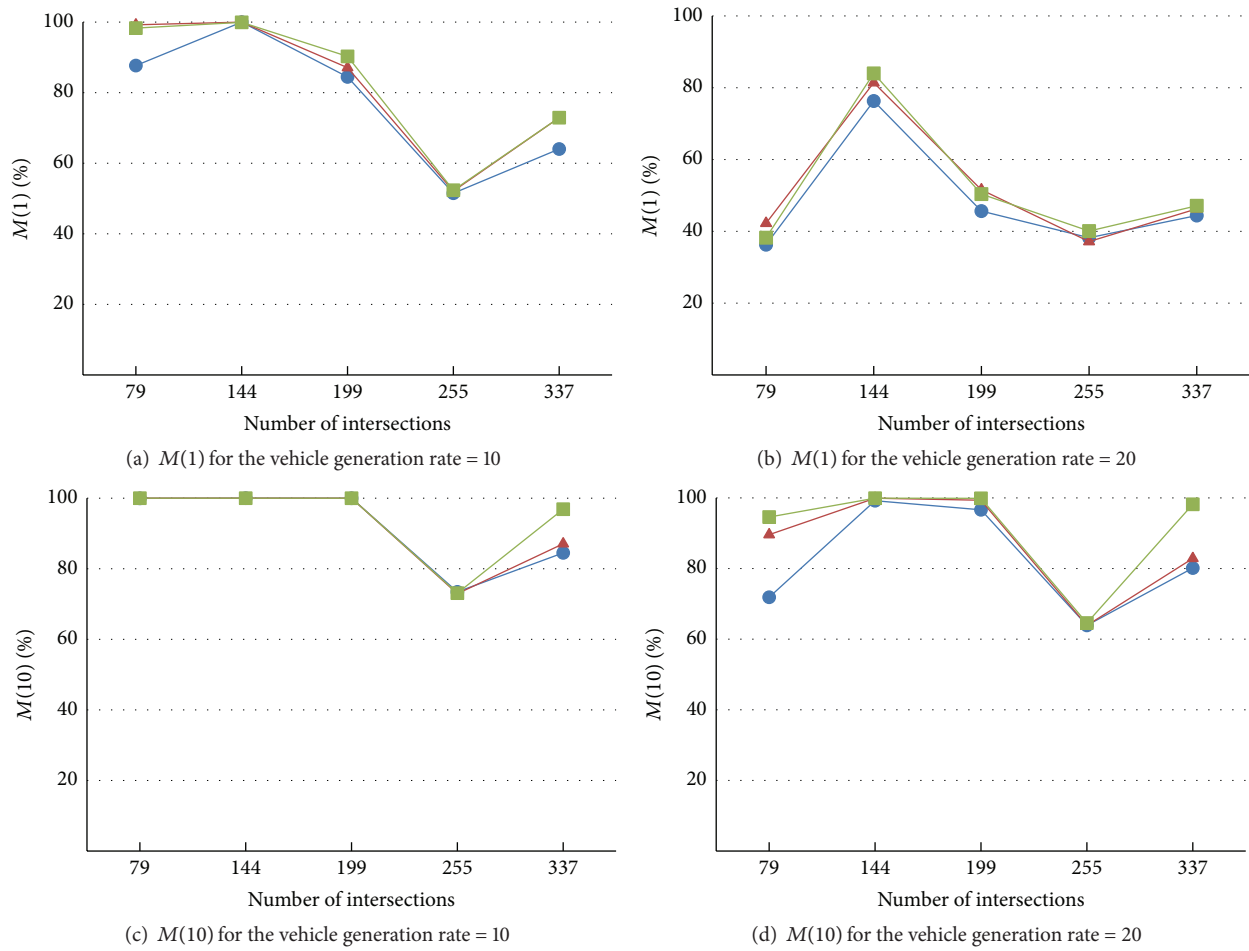 100
80
60
40
20
M(1) (%)
79 144 199 255 337
Number of intersections
(a) M(1) for the vehicle generation rate = 10
100
80
60
40
20
M(1) (%)
79 144 199 255 337
Number of intersections
(b) M(1) for the vehicle generation rate = 20
100
80
60
40
20
M(10) (%)
79 144 199 255 337
Number of intersections
(c) M(10) for the vehicle generation rate = 10
100
80
60
40
20
M(10) (%)
79 144 199 255 337
Number of intersections
(d) M(10) for the vehicle generation rate = 20